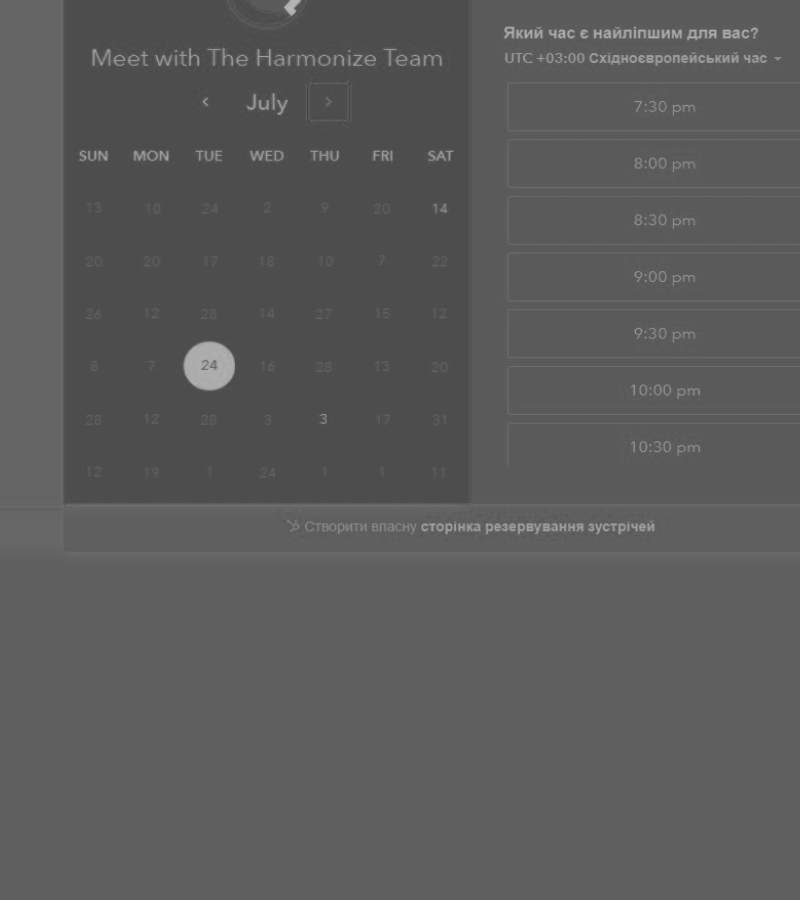 Meet with The Harmonize Team
July
SUN MON TUE WED THU FRI SAT
13 10 24 2 9 20 14
20 20 17 18 10 7 22
26 12 28 14 27 15 12
8 7 24 16 28 13 20
28 12 28 3 3 17 31
12 19 1 24 1 1 11
Який час є найліпшим для вас?
UTC +03:00 Східноєвропейський час
7:30 pm
8:00 pm
8:30 pm
9:00 pm
9:30 pm
10:00 pm
10:30 pm
Створити власну сторінка резервування зустрічей